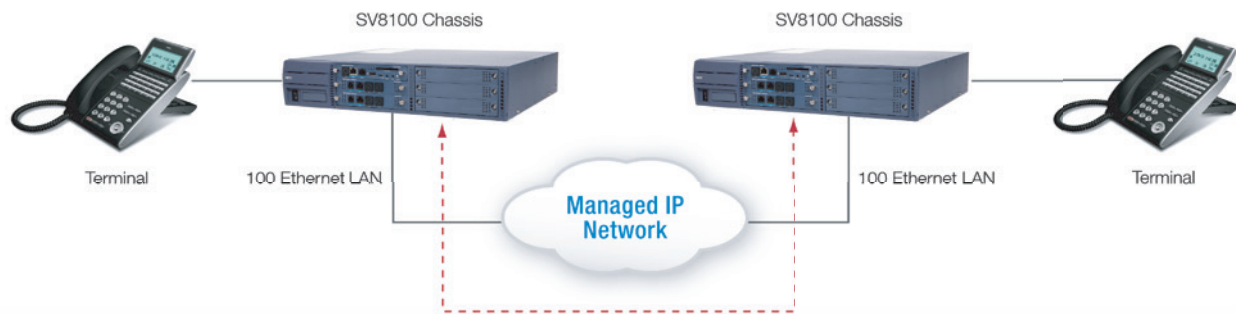 SV8100 Chassis
SV8100 Chassis
Terminal
100 Ethernet LAN
Managed IP
Network
100 Ethernet LAN
Terminal